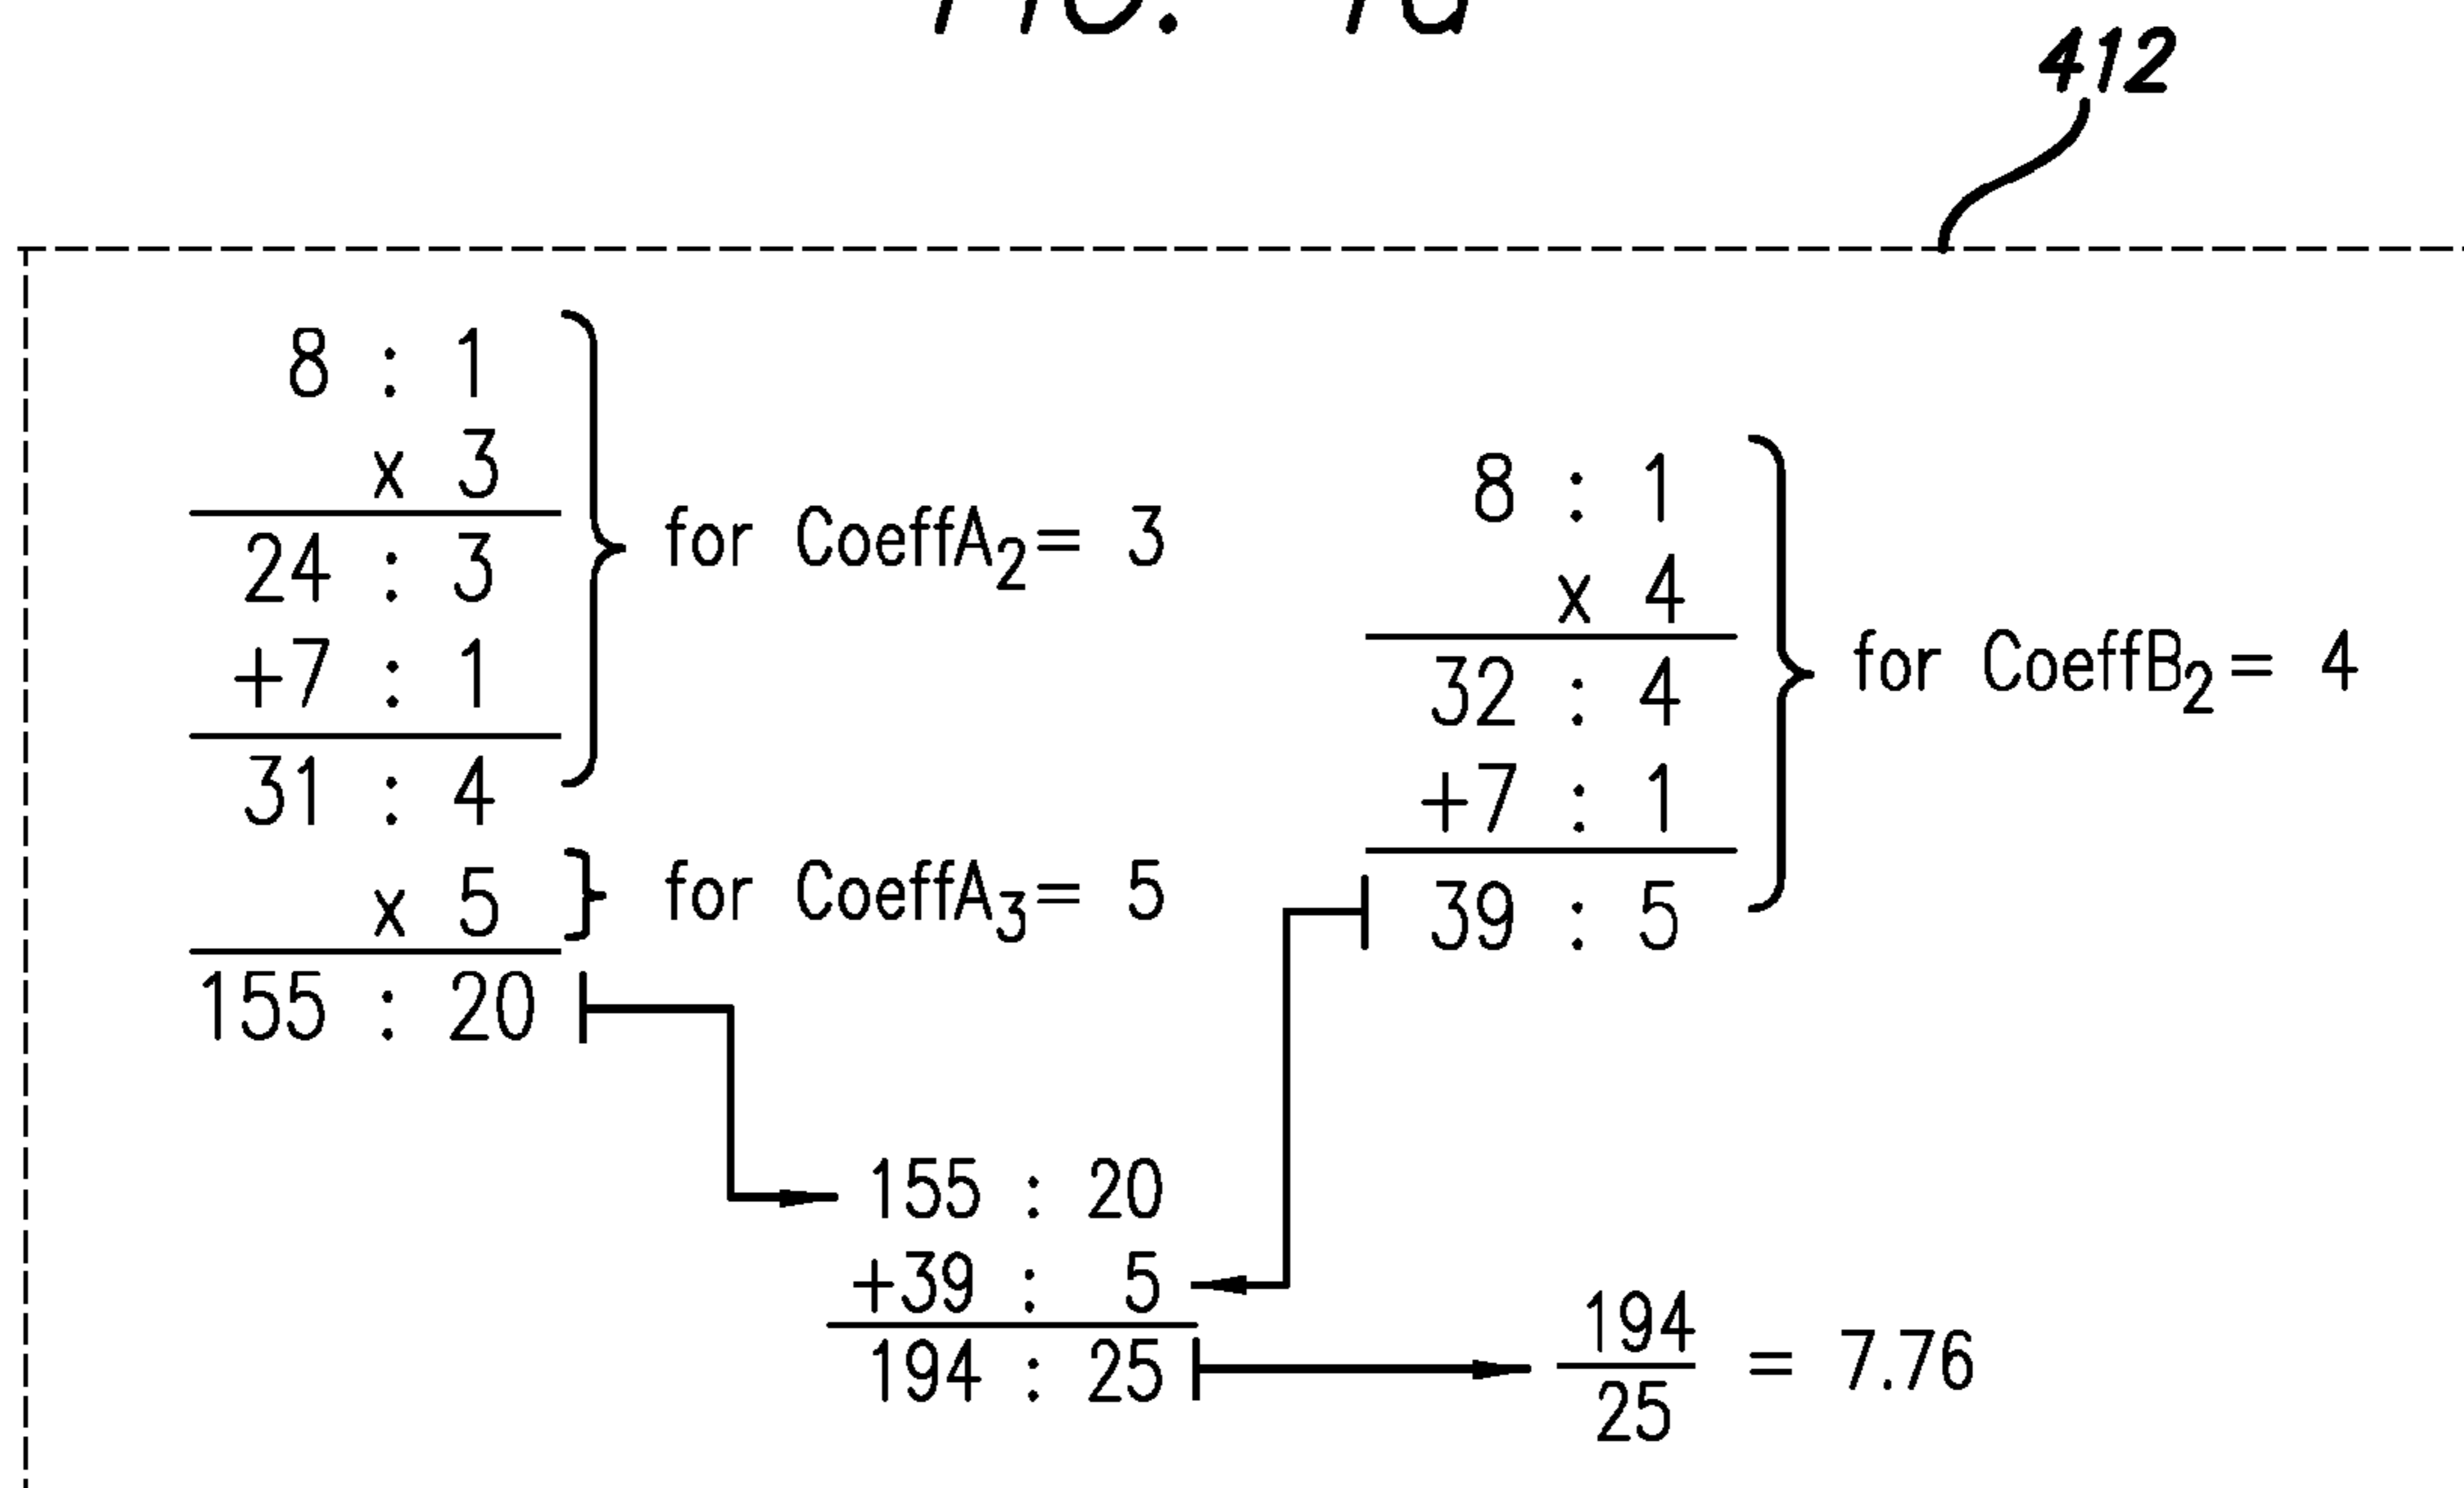 412
8 : 1
x 3
24 : 3
+7 : 1
31 : 4
for CoeffA2= 3
x 5
for CoeffA3= 5
155 : 20
8 : 1
x 4
32 : 4
+7 : 1
39 : 5
for CoeffB2= 4
155 : 20
+39 : 5
194 : 25
194
25
= 7.76